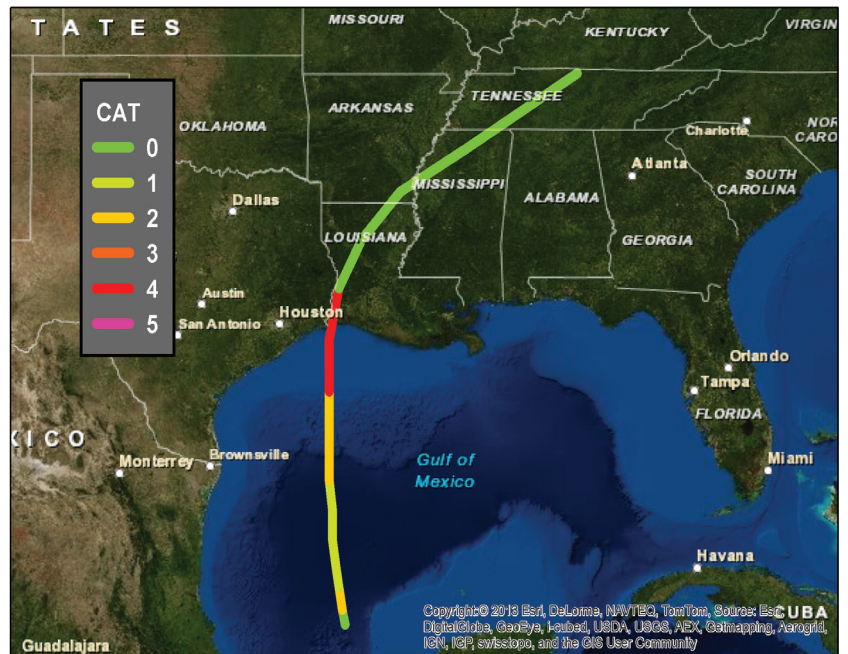 T A T E S
MISSOURI
KENTUCKY
VIRGIN
CAT
0
1
2
3
4
5
OKLAHOMA
ARKANSAS
TENNESSEE
Charlotte
NOR
CARO
Dallas
MISSISSIPPI
ALABAMA
Atlanta
SOUTH
CAROLINA
LOUISIANA
GEORGIA
Austin
San Antonio
Houston
Orlando
Tampa
FLORIDA
XICO
Monterrey
Brownsville
Gulf of
Mexico
Miami
Havana
CUBA
Guadalajara
Copyright:© 2013 Esri, DeLorme, NAVTEQ, TomTom, Source: Esri,
DigitalGlobe, GeoEye, i-cubed, USDA, USGS, AEX, Getmapping, Aerogrid,
IGN, IGP, swisstopo, and the GIS User Community